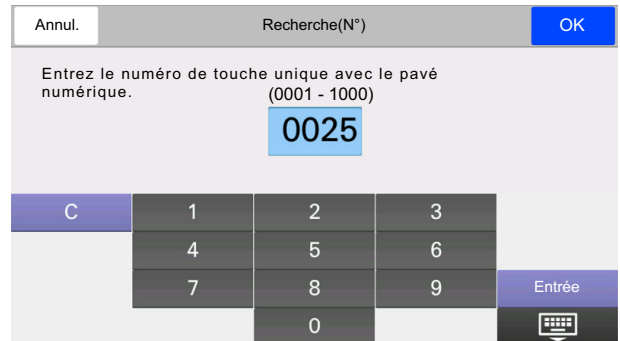 Annul. Recherche(N°) OK
Entrez le numéro de touche unique avec le pavé
numérique.
(0001 - 1000)
0025
C 1 2 3
4 5 6
7 8 9 Entrée
0